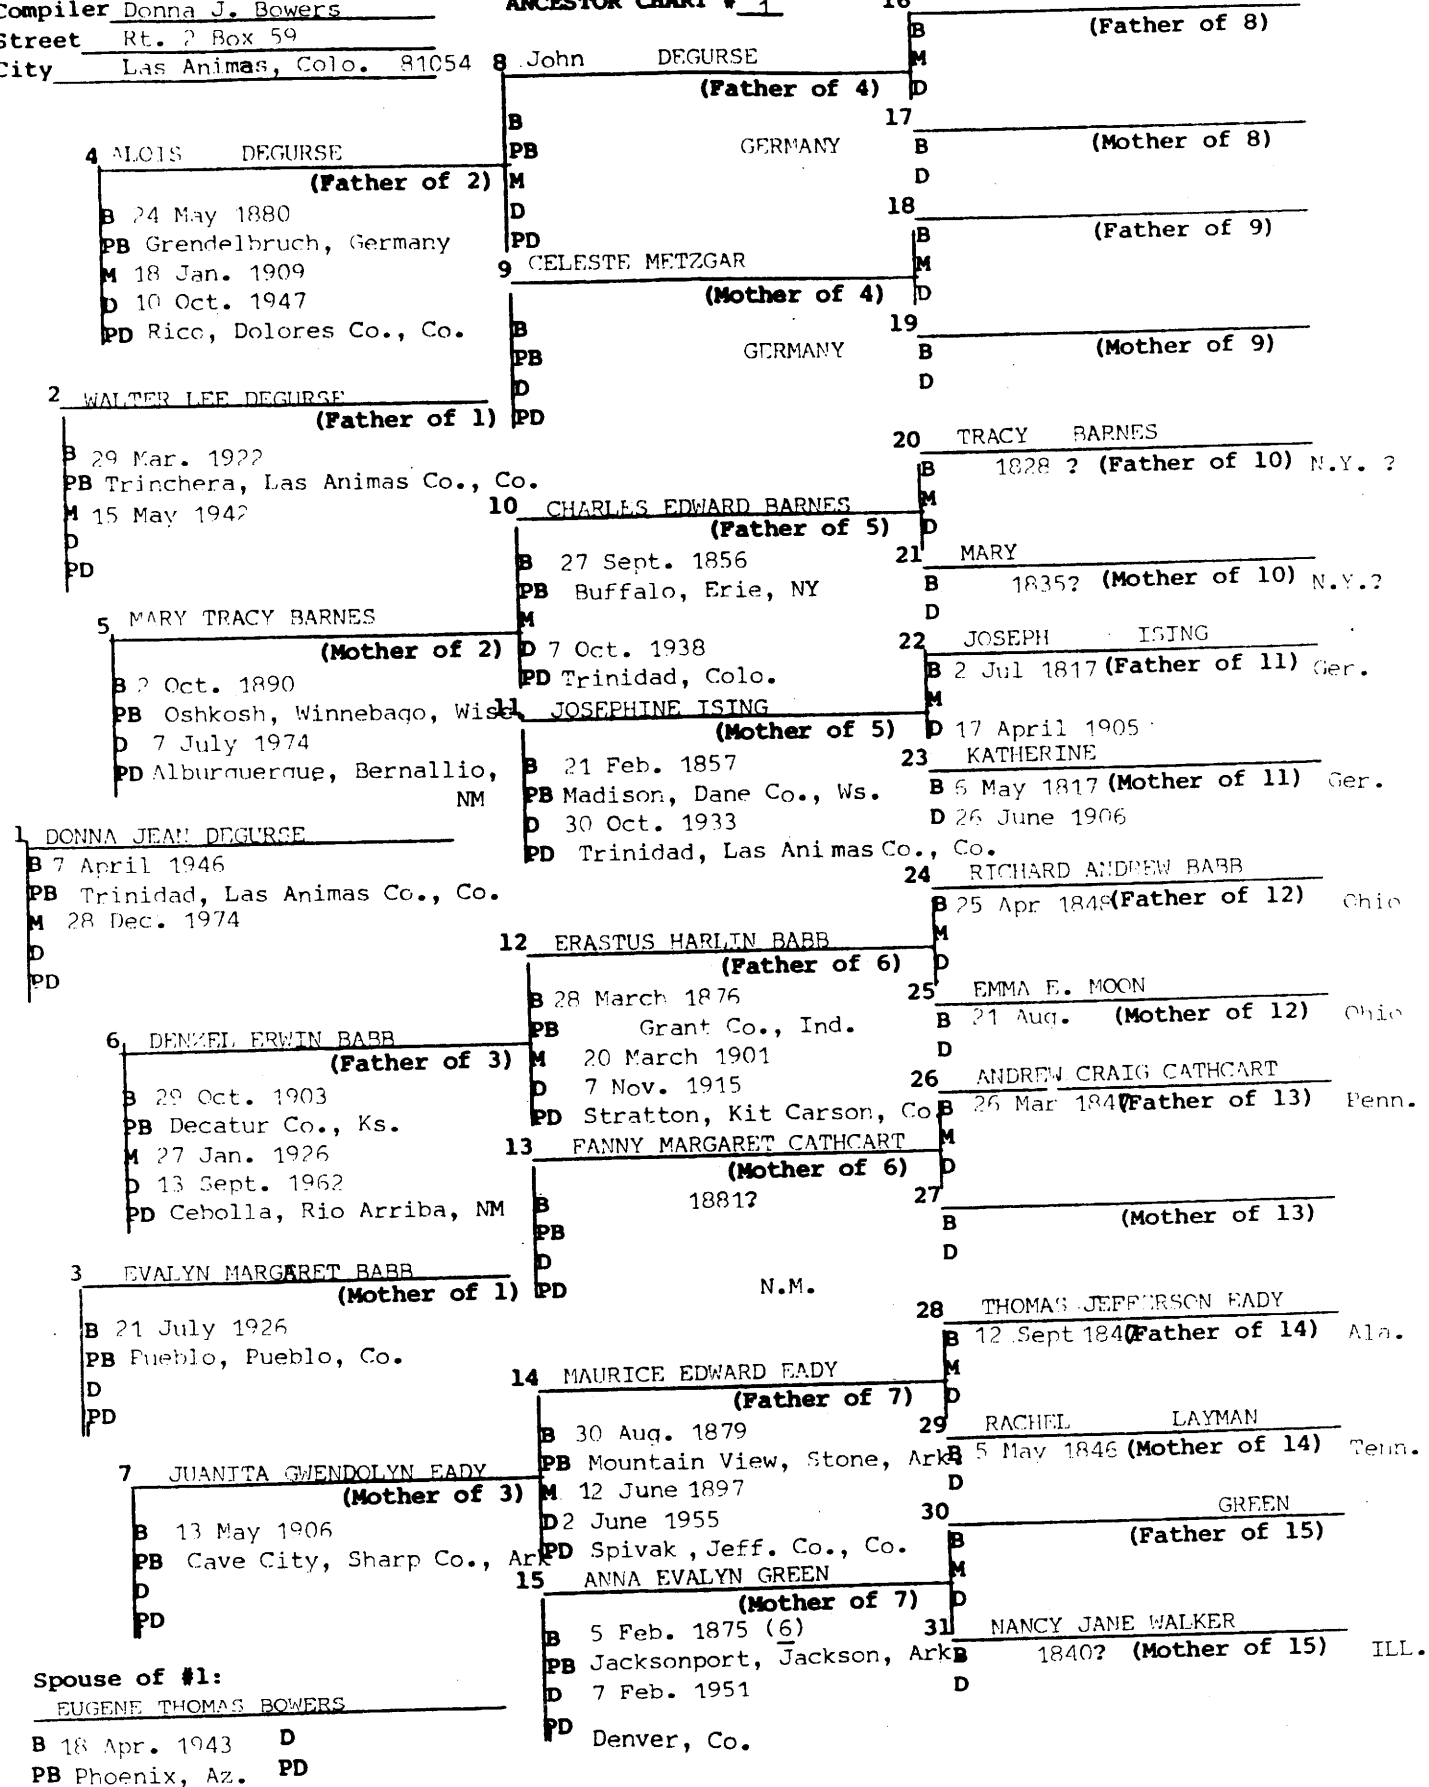 Compiler Donna J. Bowers
Street Rt. 2 Box 59
City Las Animas, Colo. 81054
ANCESTOR CHART # 1
16
(Father of 8)
B
M
D
8 John DEGURSE
(Father of 4)
B
PB GERMANY
M
D
PD
17
(Mother of 8)
B
D
4 ALOIS DEGURSE
(Father of 2)
B 24 May 1880
PB Grendelbruch, Germany
M 18 Jan. 1909
D 10 Oct. 1947
PD Rico, Dolores Co., Co.
18
(Father of 9)
B
M
D
9 CELESTE METZGAR
(Mother of 4)
B
PB GERMANY
D
PD
19
(Mother of 9)
B
D
2 WALTER LEE DEGURSE
(Father of 1)
B 29 Mar. 1922
PB Trinchera, Las Animas Co., Co.
M 15 May 1942
D
PD
20 TRACY BARNES
B 1828 ? (Father of 10) N.Y. ?
M
D
10 CHARLES EDWARD BARNES
(Father of 5)
B 27 Sept. 1856
PB Buffalo, Erie, NY
M
D 7 Oct. 1938
PD Trinidad, Colo.
21 MARY
B 1835? (Mother of 10) N.Y.?
D
5 MARY TRACY BARNES
(Mother of 2)
B 2 Oct. 1890
PB Oshkosh, Winnebago, Wisc
D 7 July 1974
PD Alburquerque, Bernallio,
NM
22 JOSEPH ISING
B 2 Jul 1817 (Father of 11) Ger.
M
D 17 April 1905
11 JOSEPHINE ISING
(Mother of 5)
B 21 Feb. 1857
PB Madison, Dane Co., Ws.
D 30 Oct. 1933
PD Trinidad, Las Animas Co., Co.
23 KATHERINE
B 6 May 1817 (Mother of 11) Ger.
D 26 June 1906
1 DONNA JEAN DEGURSE
B 7 April 1946
PB Trinidad, Las Animas Co., Co.
M 28 Dec. 1974
D
PD
24 RICHARD ANDREW BABB
B 25 Apr (Father of 12) Ohio
M
D
12 ERASTUS HARLIN BABB
(Father of 6)
B 28 March 1876
PB Grant Co., Ind.
M 20 March 1901
D 7 Nov. 1915
PD Stratton, Kit Carson, Co.
25 EMMA E. MOON
B 21 Aug. (Mother of 12) Ohio
D
6 DENZEL ERWIN BABB
(Father of 3)
B 29 Oct. 1903
PB Decatur Co., Ks.
M 27 Jan. 1926
D 13 Sept. 1962
PD Cebolla, Rio Arriba, NM
26 ANDREW CRAIG CATHCART
B 26 Mar (Father of 13) Penn.
M
D
13 FANNY MARGARET CATHCART
(Mother of 6)
B 1881?
PB
D
PD N.M.
27
(Mother of 13)
B
D
3 EVALYN MARGARET BABB
(Mother of 1)
B 21 July 1926
PB Pueblo, Pueblo, Co.
D
PD
28 THOMAS JEFFERSON EADY
B 12 Sept (Father of 14) Ala.
M
D
14 MAURICE EDWARD EADY
(Father of 7)
B 30 Aug. 1879
PB Mountain View, Stone, Ark
M 12 June 1897
D 2 June 1955
PD Spivak , Jeff. Co., Co.
29 RACHEL LAYMAN
B 5 May 1846 (Mother of 14) Tenn.
D
7 JUANITA GWENDOLYN EADY
(Mother of 3)
B 13 May 1906
PB Cave City, Sharp Co., Ark
D
PD
30 GREEN
(Father of 15)
B
M
D
15 ANNA EVALYN GREEN
(Mother of 7)
B 5 Feb. 1875 (6)
PB Jacksonport, Jackson, Ark
D 7 Feb. 1951
PD Denver, Co.
31 NANCY JANE WALKER
B 1840? (Mother of 15) ILL.
D
Spouse of #1:
EUGENE THOMAS BOWERS
B 18 Apr. 1943 D
PB Phoenix, Az. PD